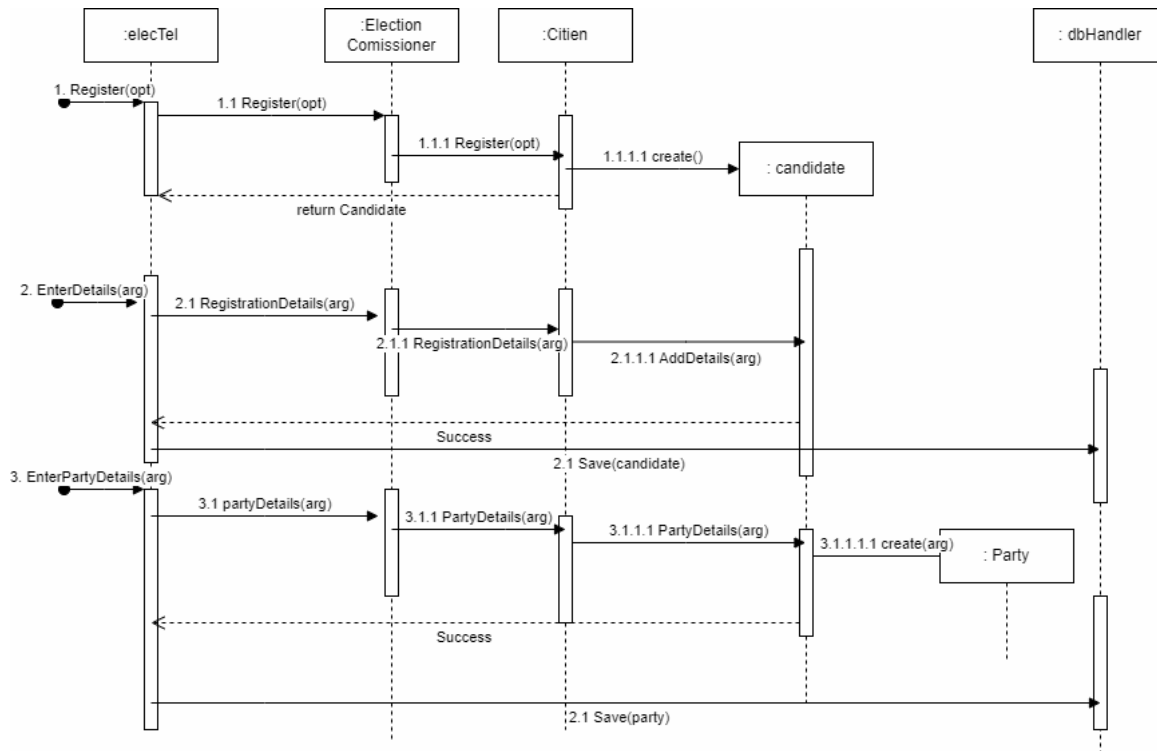 :elecTel
:Election
Comissioner
:Citien
: dbHandler
1. Register(opt)
1.1 Register(opt)
1.1.1 Register(opt)
1.1.1.1 create()
: candidate
return Candidate
2. EnterDetails(arg)
2.1 RegistrationDetails(arg)
2.1.1 RegistrationDetails(arg)
2.1.1.1 AddDetails(arg)
Success
2.1 Save(candidate)
3. EnterPartyDetails(arg)
3.1 partyDetails(arg)
3.1.1 PartyDetails(arg)
3.1.1.1 PartyDetails(arg)
3.1.1.1.1 create(arg)
: Party
Success
2.1 Save(party)